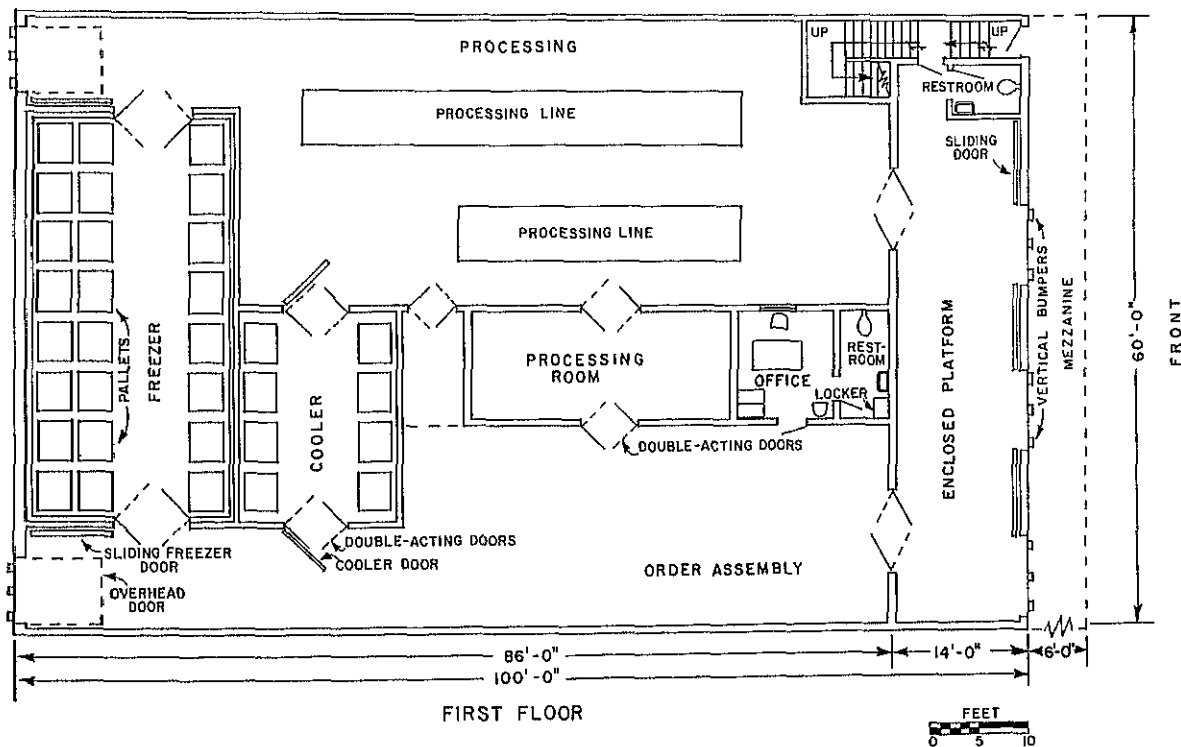 UP
UP
PROCESSING
RESTROOM
PROCESSING LINE
SLIDING
DOOR
PROCESSING LINE
PALLETS
FREEZER
COOLER
PROCESSING
ROOM
OFFICE
REST-
ROOM
LOCKER
ENCLOSED PLATFORM
VERTICAL BUMPERS
MEZZANINE
60'-0"
FRONT
DOUBLE-ACTING DOORS
DOUBLE-ACTING DOORS
COOLER DOOR
SLIDING FREEZER
DOOR
OVERHEAD
DOOR
ORDER ASSEMBLY
86'-0"
14'-0"
6'-0"
100'-0"
FIRST FLOOR
FEET
0 5 10